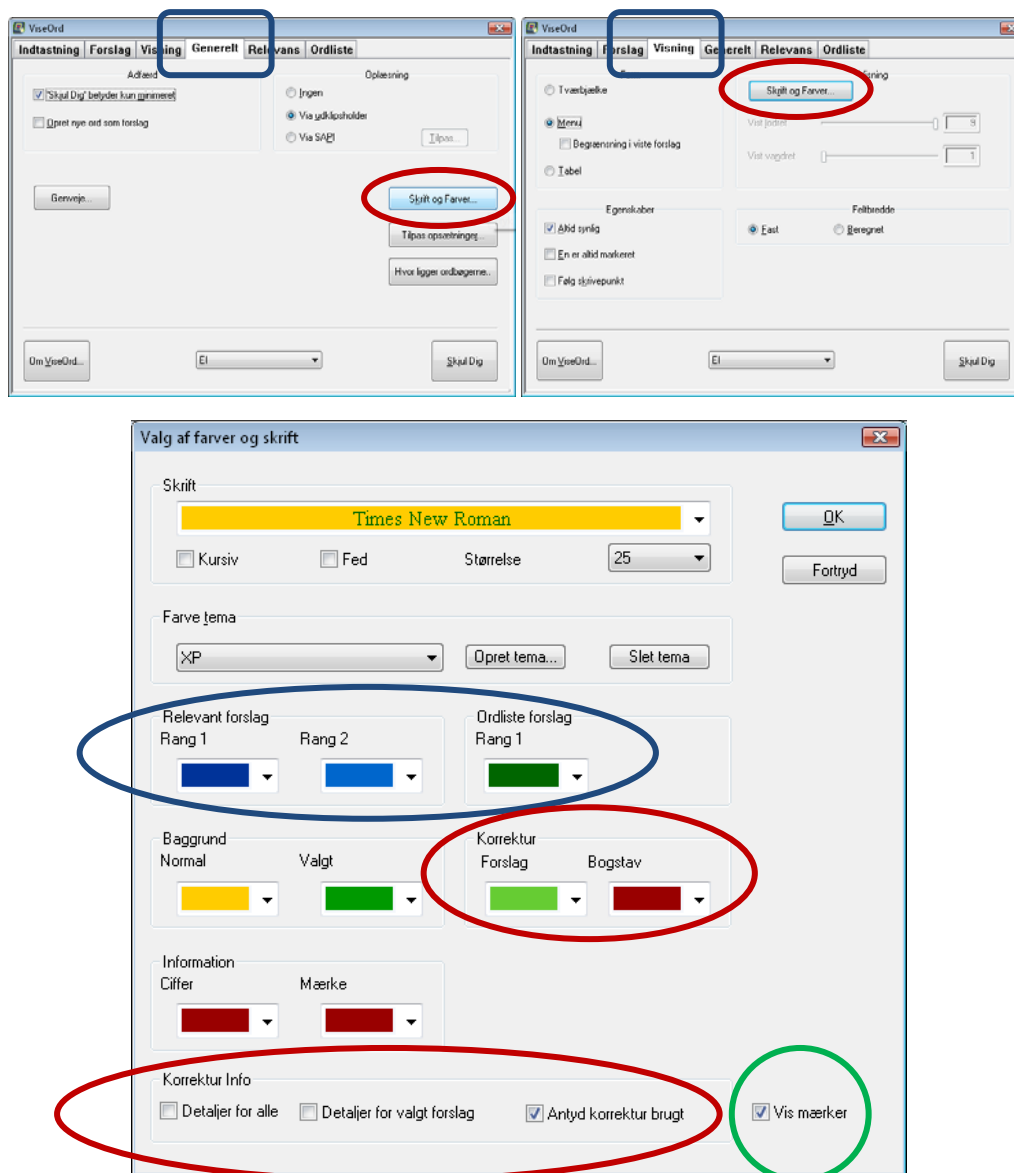 ViseOrd
Indtastning Forslag Visning Generelt Relevans Ordliste
Adfærd
'Skjul Dig' betyder kun minimeret
Opret nye ord som forslag
Oplæsning
Ingen
Via udklipsholder
Via SAPI
Tilpas...
Genveje...
Skrift og Farver...
Tilpas opsætninger...
Hvor ligger ordbøgerne..
Om ViseOrd...
El
Skjul Dig
ViseOrd
Indtastning Forslag Visning Generelt Relevans Ordliste
Tværbjælke
Menu
Begrænsning i viste forslag
Tabel
Skrift og Farver...
Vist lodret
Vist vandret
1
Egenskaber
Altid synlig
En er altid markeret
Følg skrivepunkt
Feltbredde
Fast Beregnet
Om ViseOrd...
El
Skjul Dig
Valg af farver og skrift
Skrift
Times New Roman
Kursiv Fed Størrelse 25
OK
Fortryd
Farve tema
XP Opret tema... Slet tema
Relevant forslag Ordliste forslag
Rang 1 Rang 2 Rang 1
Baggrund Korrektur
Normal Valgt Forslag Bogstav
Information
Ciffer Mærke
Korrektur Info
Detaljer for alle Detaljer for valgt forslag Antyd korrektur brugt Vis mærker